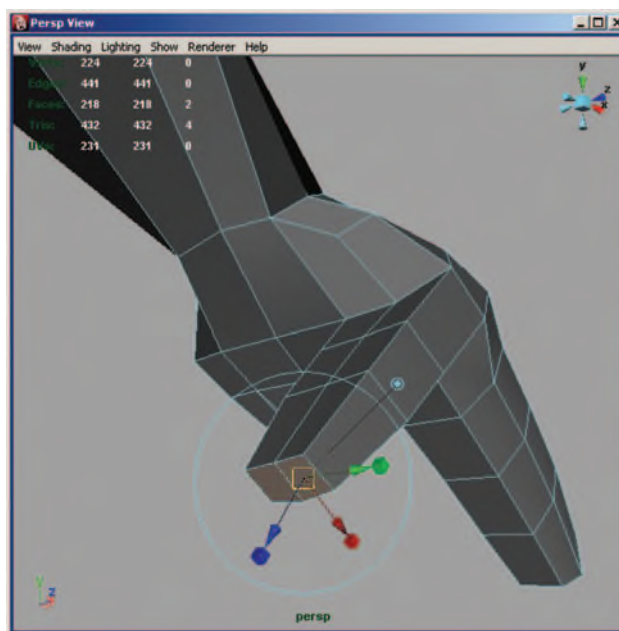 Persp View
View Shading Lighting Show Renderer Help
224 224 0
Edges: 441 441 0
Faces: 218 218 2
Tris: 432 432 4
UVs: 231 231 0
y
z
x
y
z
persp